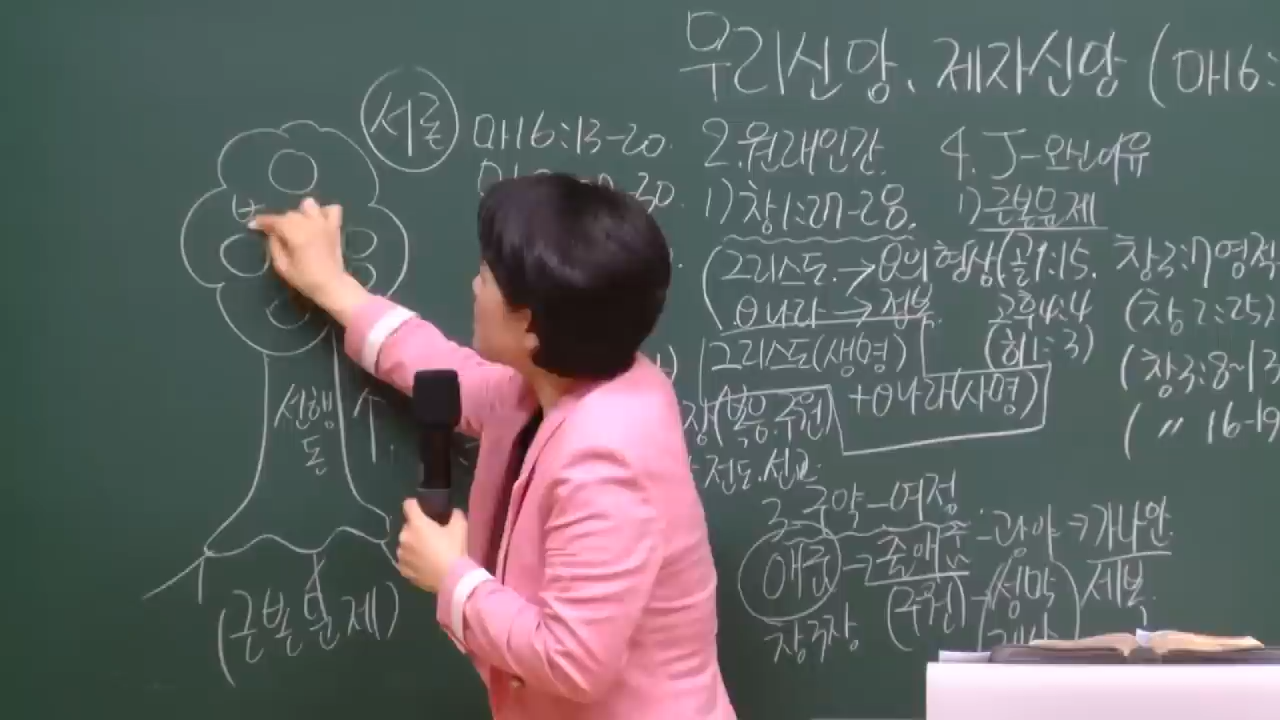 우리신앙、제자신앙 (마16:
서론
마16:13-20.
2.원래인간.
1)창1:27-28.
(그리스도.→θ의 형상(골1:15.
θ나라→정복.
고후4:4
(히1:3)
그리스도(생명)
+θ나라(사명)
(복음.주원)
전도.선교
3.구약-여정
애굽→출애굽-광야→가나안
(주원)-(성막
세복.
창3장
4.J-오신이유
1)근본문제
창3:7영적
(창2:25)
(창3:8~13
(〃16-19
선행
돈
수.
(근본문제)